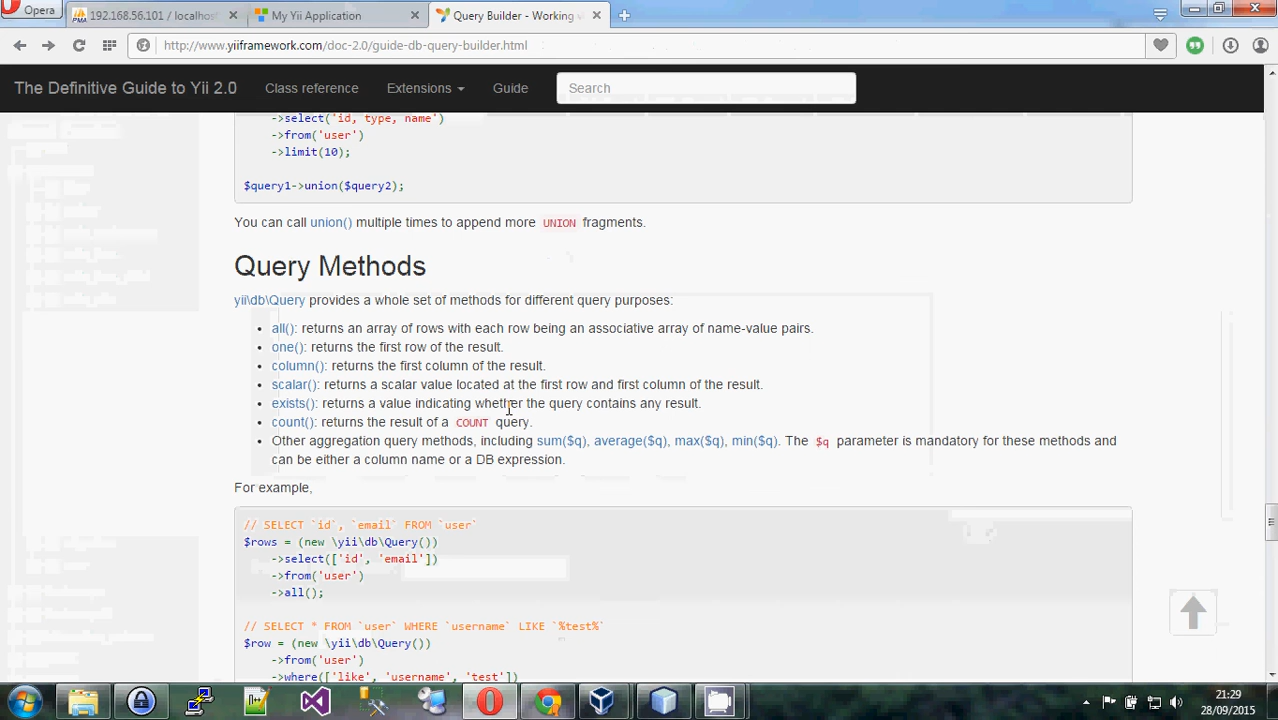 Opera
192.168.56.101 / localhost
My Yii Application
Query Builder - Working
http://www.yiiframework.com/doc-2.0/guide-db-query-builder.html
The Definitive Guide to Yii 2.0 Class reference Extensions Guide Search
->select('id, type, name')
->from('user')
->limit(10);
$query1->union($query2);
You can call union() multiple times to append more UNION fragments.
Query Methods
yii\db\Query provides a whole set of methods for different query purposes:
• all(): returns an array of rows with each row being an associative array of name-value pairs.
• one(): returns the first row of the result.
• column(): returns the first column of the result.
• scalar(): returns a scalar value located at the first row and first column of the result.
• exists(): returns a value indicating whether the query contains any result.
• count(): returns the result of a COUNT query.
• Other aggregation query methods, including sum($q), average($q), max($q), min($q). The $q parameter is mandatory for these methods and
can be either a column name or a DB expression.
For example,
// SELECT `id`, `email` FROM `user`
$rows = (new \yii\db\Query())
->select(['id', 'email'])
->from('user')
->all();
// SELECT * FROM `user` WHERE `username` LIKE `%test%`
$row = (new \yii\db\Query())
->from('user')
->where(['like', 'username', 'test'])
21:29
28/09/2015